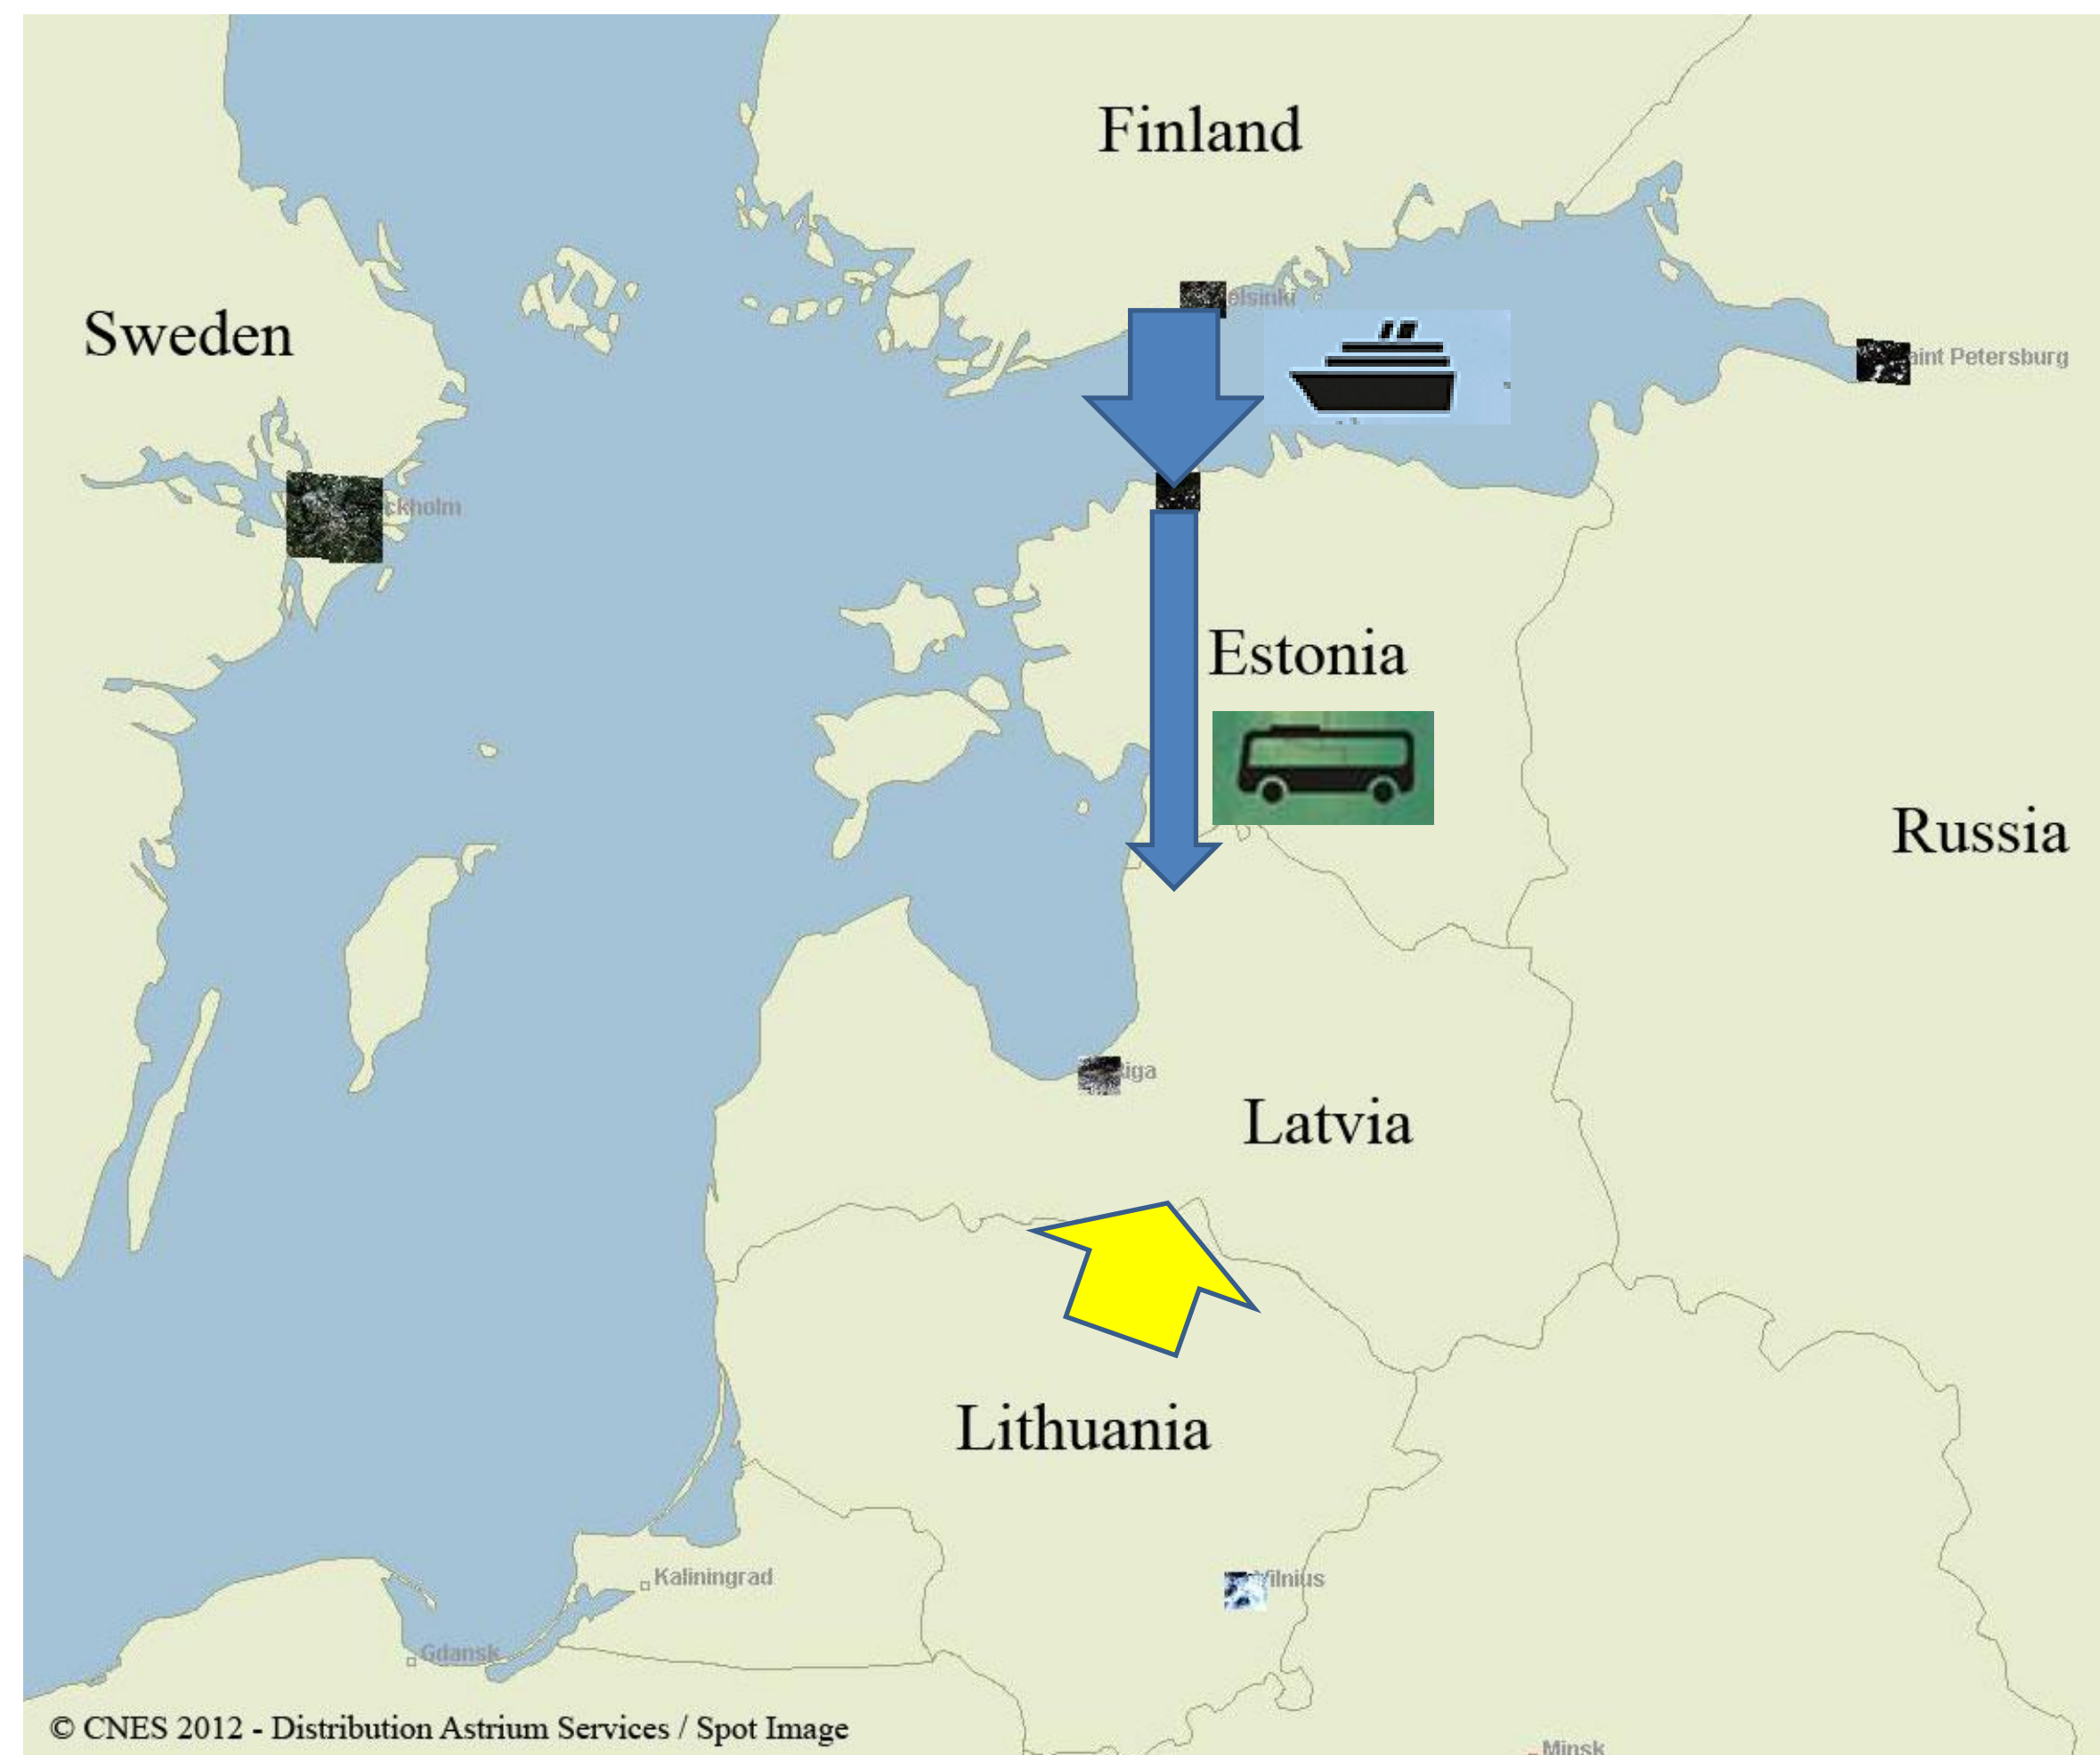 Finland
elsinki
Sweden
aint Petersburg
ckholm
Estonia
Russia
iga
Latvia
Lithuania
Kaliningrad
Vilnius
Gdansk
© CNES 2012 - Distribution Astrium Services / Spot Image
Minsk